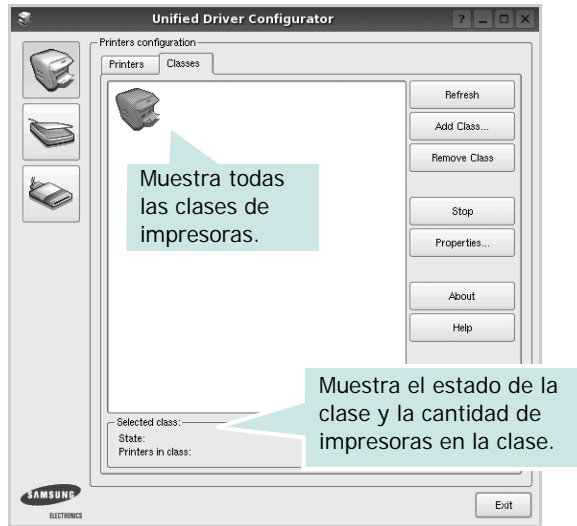 Unified Driver Configurator
Printers configuration
Printers
Classes
Refresh
Add Class...
Remove Class
Muestra todas
las clases de
impresoras.
Stop
Properties...
About
Help
Muestra el estado de la
clase y la cantidad de
impresoras en la clase.
Selected class:
State:
Printers in class:
SAMSUNG
ELECTRONICS
Exit